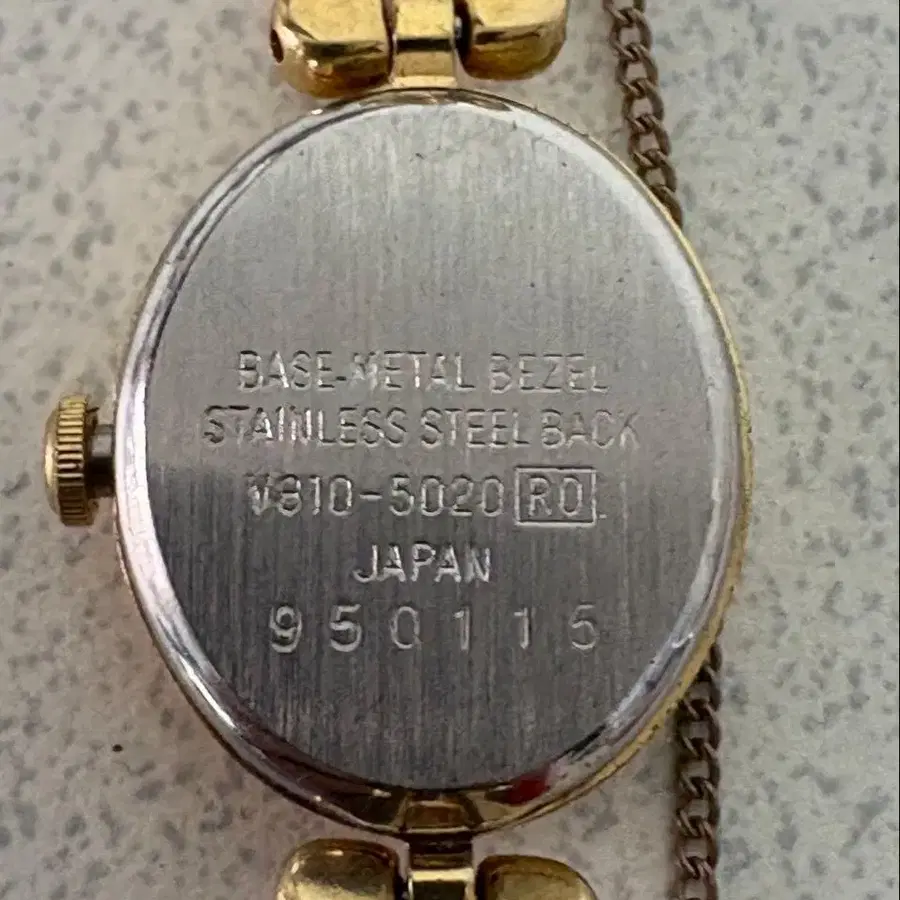 BASE-METAL BEZEL
STAINLESS STEEL BACK
V810-5020 R0
JAPAN
950115